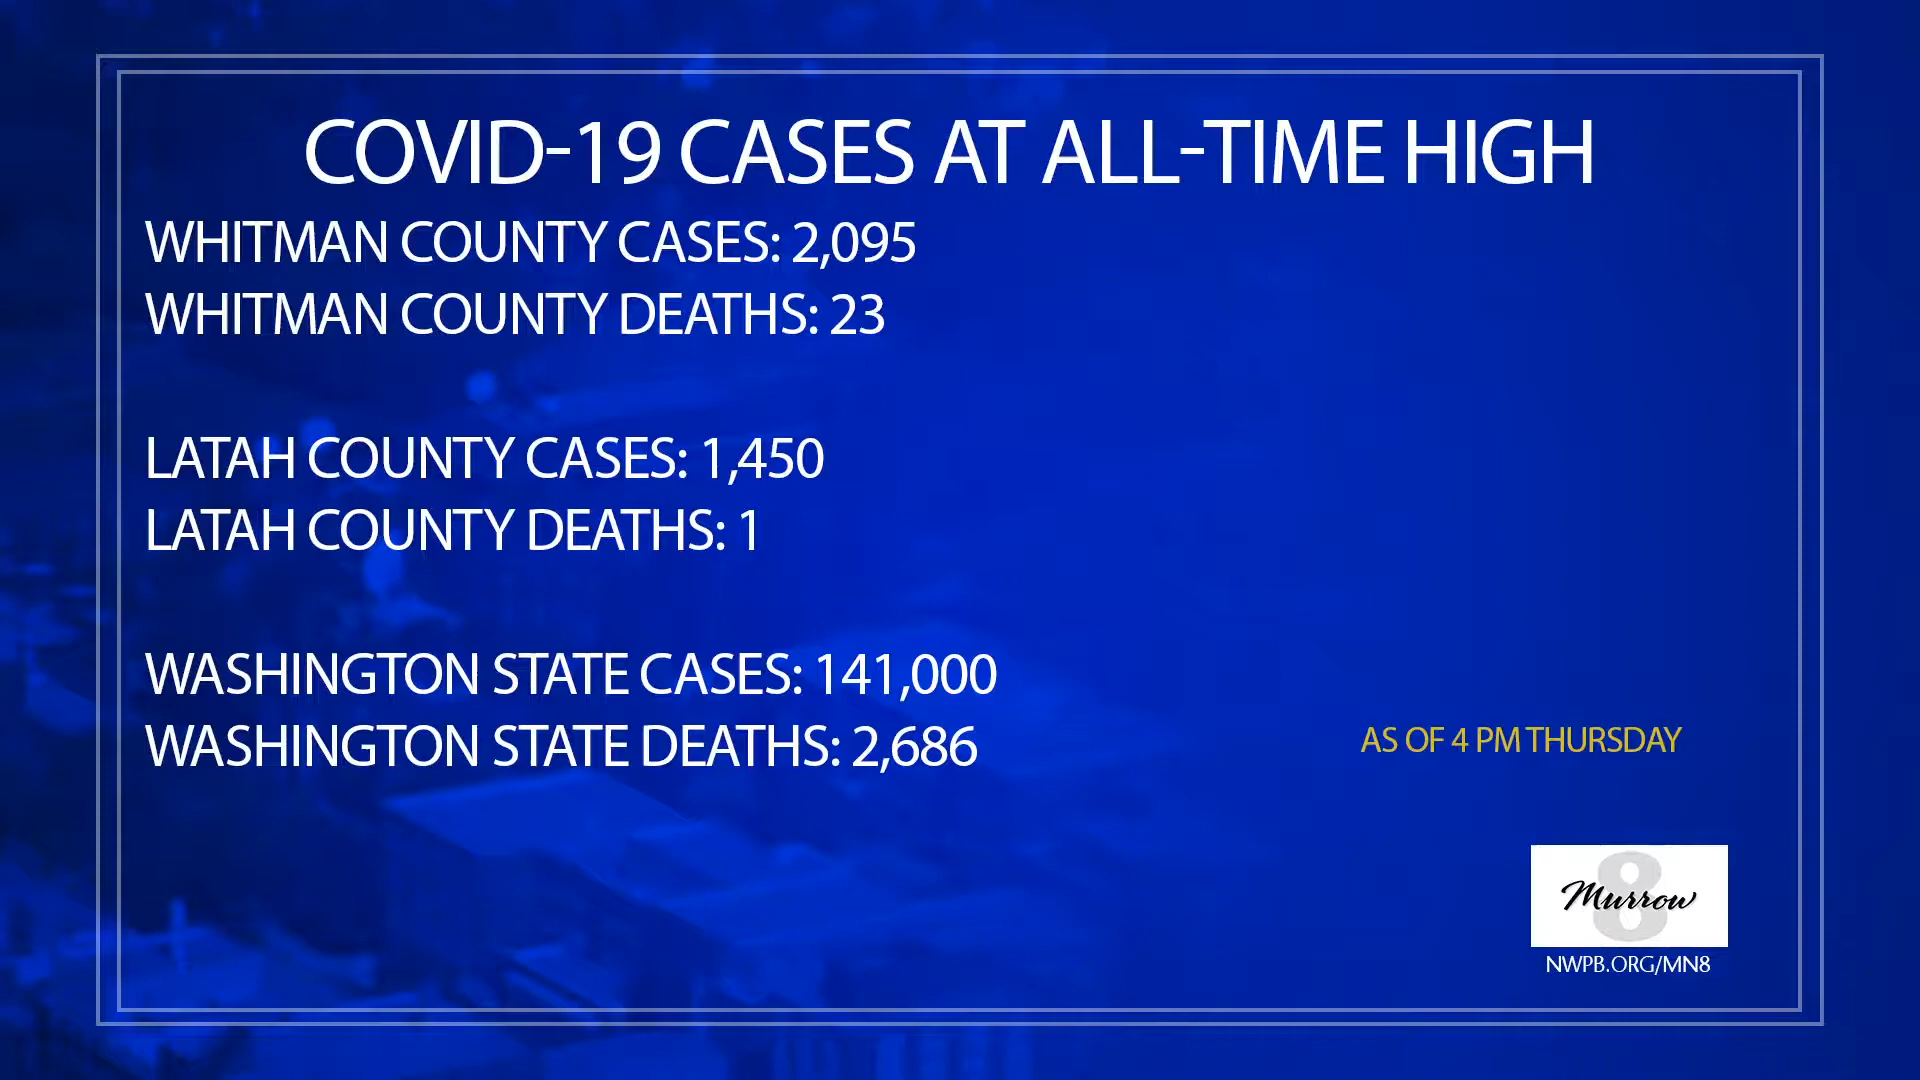 COVID-19 CASES AT ALL-TIME HIGH
WHITMAN COUNTY CASES: 2,095
WHITMAN COUNTY DEATHS: 23
LATAH COUNTY CASES: 1,450
LATAH COUNTY DEATHS: 1
WASHINGTON STATE CASES: 141,000
WASHINGTON STATE DEATHS: 2,686
AS OF 4 PM THURSDAY
8
Murrow
NWPB.ORG/MN8